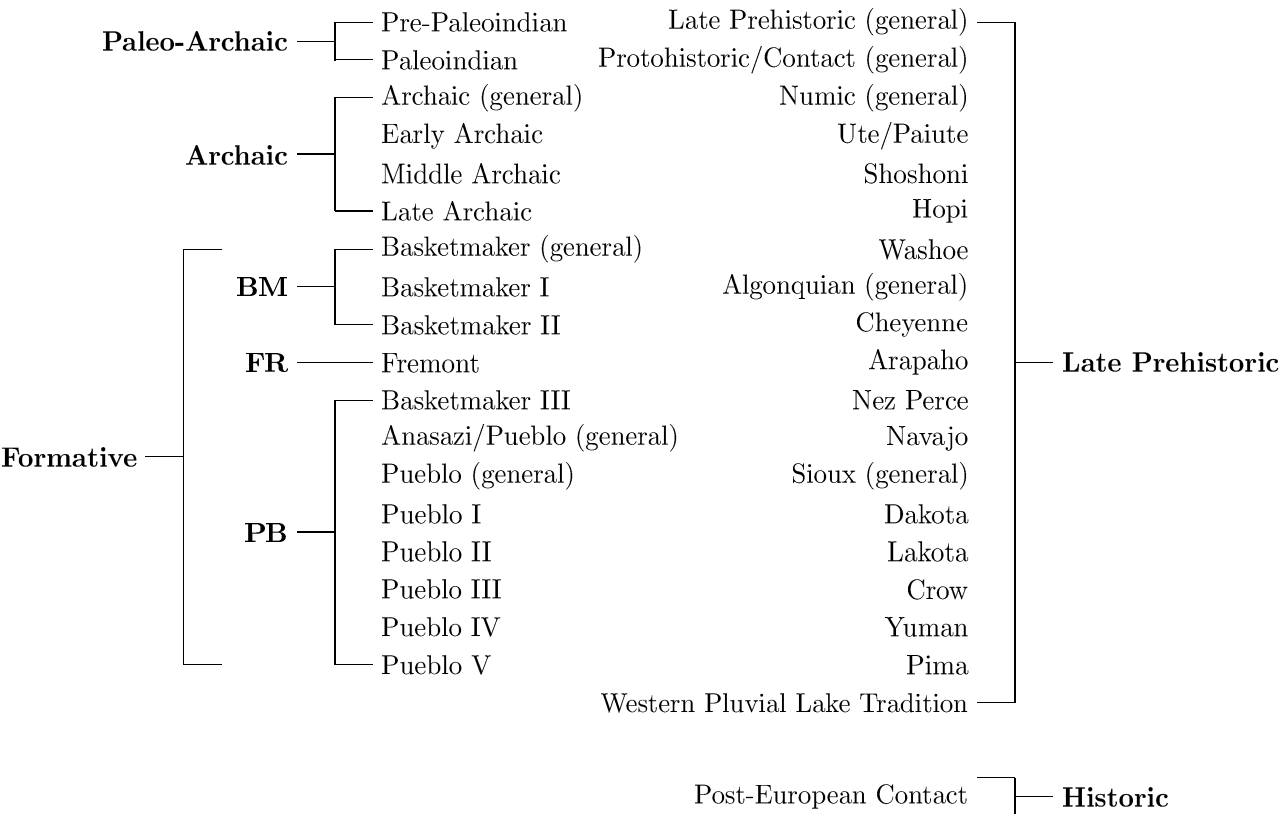 Paleo-Archaic
Pre-Paleoindian
Paleoindian
Archaic
Archaic (general)
Early Archaic
Middle Archaic
Late Archaic
Formative
BM
Basketmaker (general)
Basketmaker I
Basketmaker II
FR
Fremont
PB
Basketmaker III
Anasazi/Pueblo (general)
Pueblo (general)
Pueblo I
Pueblo II
Pueblo III
Pueblo IV
Pueblo V
Late Prehistoric (general)
Protohistoric/Contact (general)
Numic (general)
Ute/Paiute
Shoshoni
Hopi
Washoe
Algonquian (general)
Cheyenne
Arapaho
Nez Perce
Navajo
Sioux (general)
Dakota
Lakota
Crow
Yuman
Pima
Western Pluvial Lake Tradition
Late Prehistoric
Post-European Contact
Historic